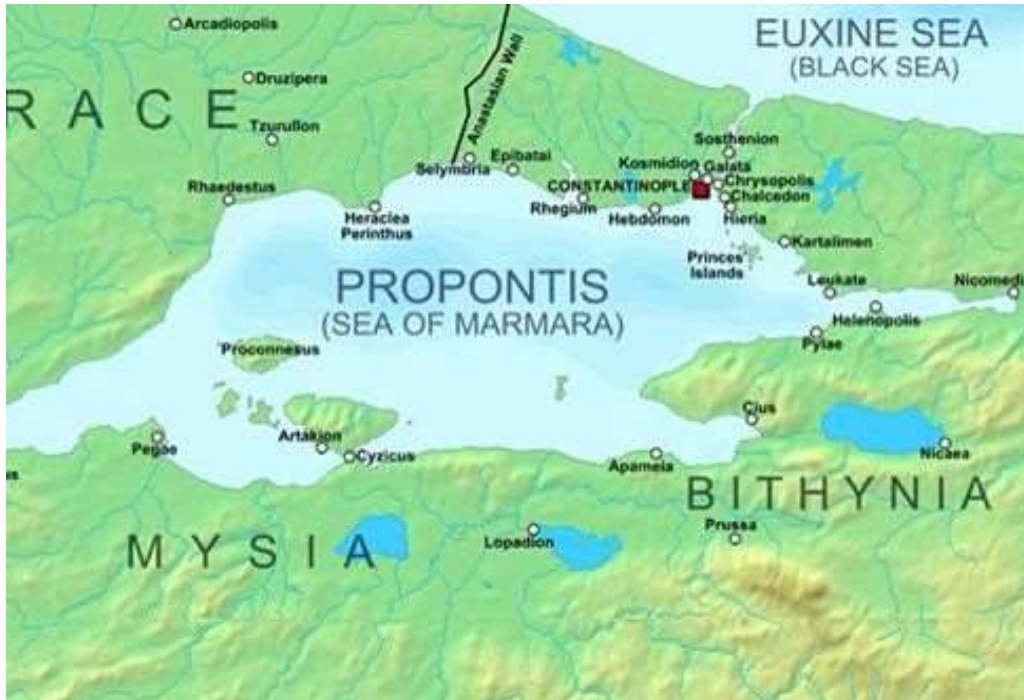 Arcadiopolis
EUXINE SEA
(BLACK SEA)
Druzipera
RACE
Tzurullon
Anastasian Wall
Sosthenion
Selymbria
Epibatai
Kosmidion
Galata
CONSTANTINOPLE
Chrysopolis
Rhaedestus
Chalcedon
Rhegium
Hebdomon
Hieria
Heraclea
Perinthus
Kartalimen
Princes'
Islands
PROPONTIS
(SEA OF MARMARA)
Leukate
Nicomedi
Helenopolis
Pylae
Proconnesus
Cius
Artakion
Pegae
Cyzicus
Apameia
Nicaea
BITHYNIA
Prussa
Lopadion
MYSIA